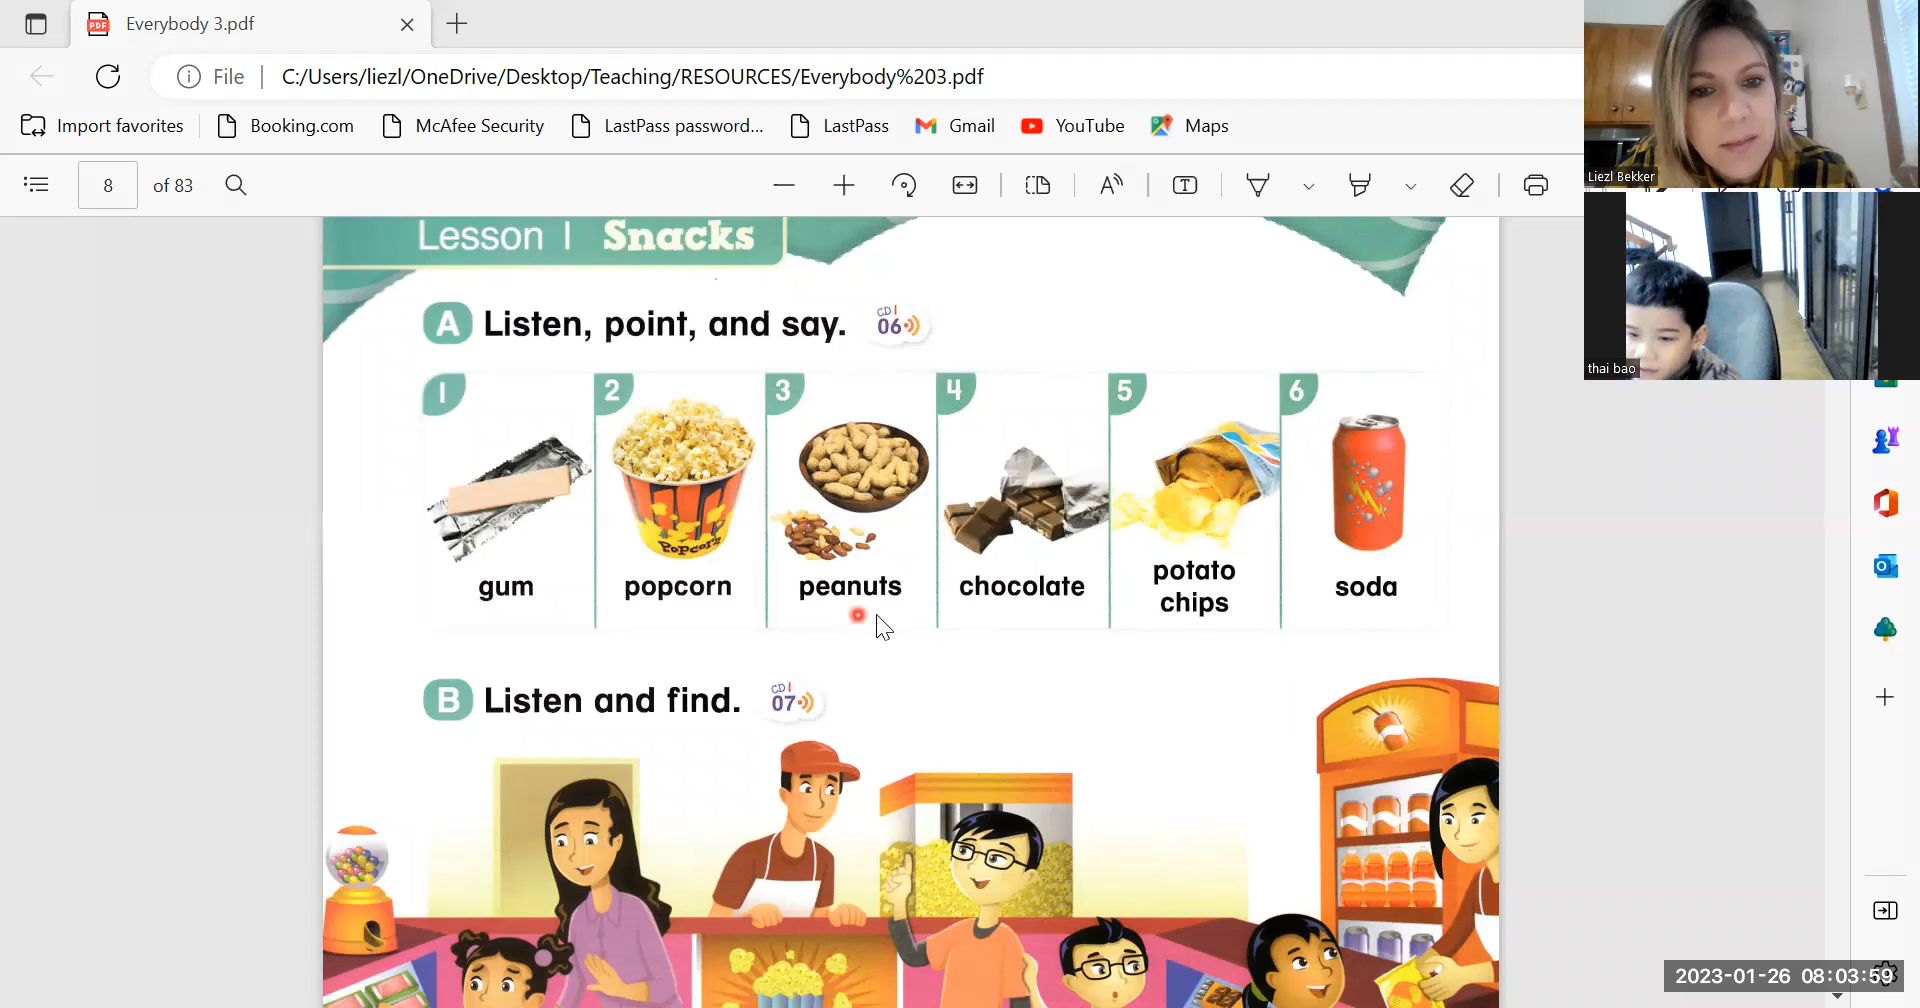 Everybody 3.pdf
File | C:/Users/liezl/OneDrive/Desktop/Teaching/RESOURCES/Everybody%203.pdf
Import favorites Booking.com McAfee Security LastPass password... LastPass Gmail YouTube Maps
8 of 83
Liezl Bekker
thai bao
Lesson 1 Snacks
A Listen, point, and say. CD1 06
1 2 3 4 5 6
Popcorn
gum popcorn peanuts chocolate potato chips soda
B Listen and find. CD1 07
2023-01-26 08:03:59